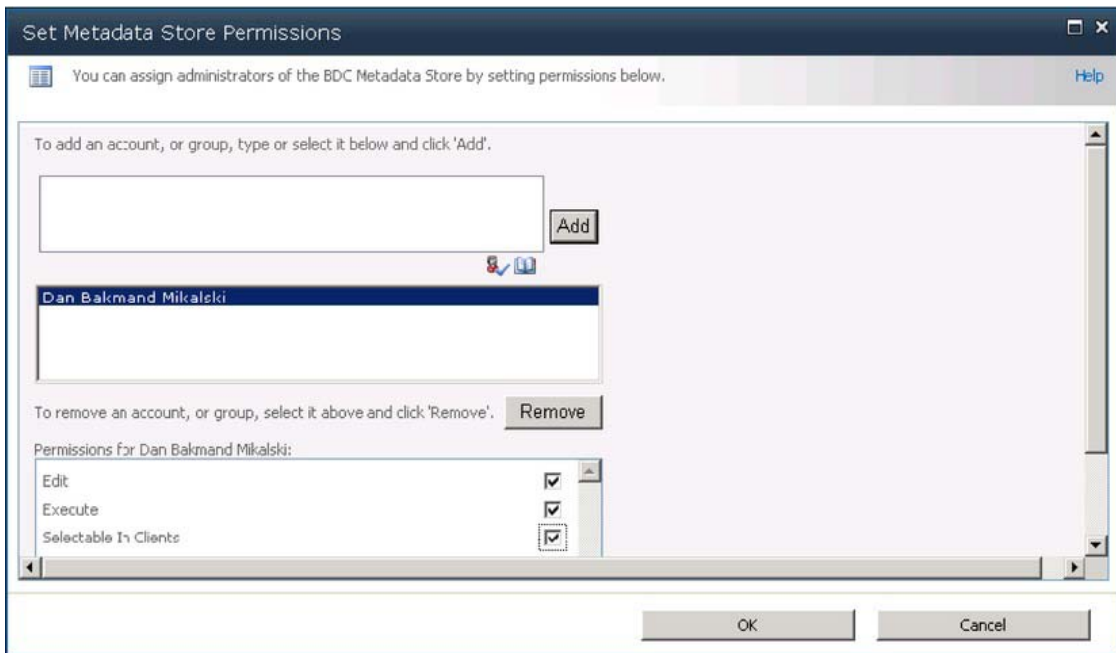 Set Metadata Store Permissions
You can assign administrators of the BDC Metadata Store by setting permissions below.
Help
To add an account, or group, type or select it below and click 'Add'.
Add
Dan Bakmand Mikalski
To remove an account, or group, select it above and click 'Remove'.
Remove
Permissions for Dan Bakmand Mikalski:
Edit
Execute
Selectable In Clients
OK
Cancel